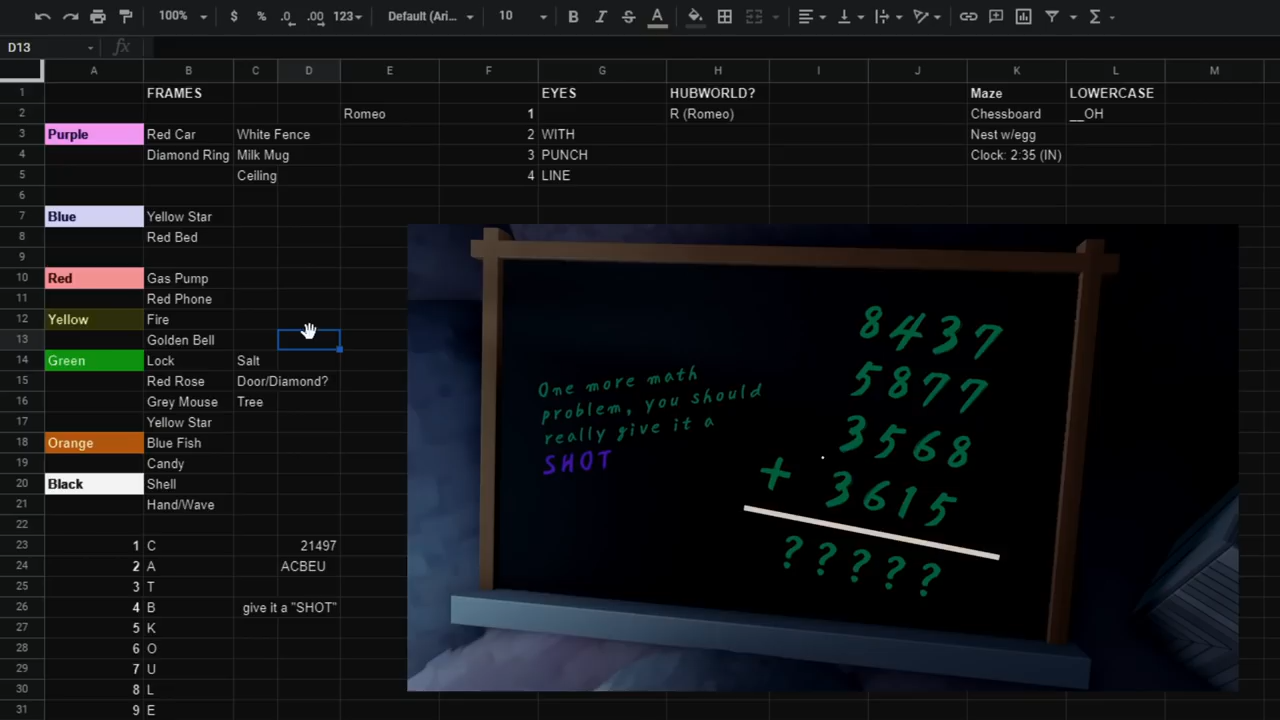 100% $ % .0 .00 123 Default (Ari... 10 B I S A
D13 fx
A B C D E F G H I J K L M
1 FRAMES EYES HUBWORLD? Maze LOWERCASE
2 Romeo 1 R (Romeo) Chessboard __OH
3 Purple Red Car White Fence 2 WITH Nest w/egg
4 Diamond Ring Milk Mug 3 PUNCH Clock: 2:35 (IN)
5 Ceiling 4 LINE
6
7 Blue Yellow Star
8 Red Bed
9
10 Red Gas Pump
11 Red Phone
12 Yellow Fire
13 Golden Bell
14 Green Lock Salt
15 Red Rose Door/Diamond?
16 Grey Mouse Tree
17 Yellow Star
18 Orange Blue Fish
19 Candy
20 Black Shell
21 Hand/Wave
22
23 1 C 21497
24 2 A ACBEU
25 3 T
26 4 B give it a "SHOT"
27 5 K
28 6 O
29 7 U
30 8 L
31 9 E
One more math
problem, you should
really give it a
SHOT
8437
5877
3568
+ 3615
?????